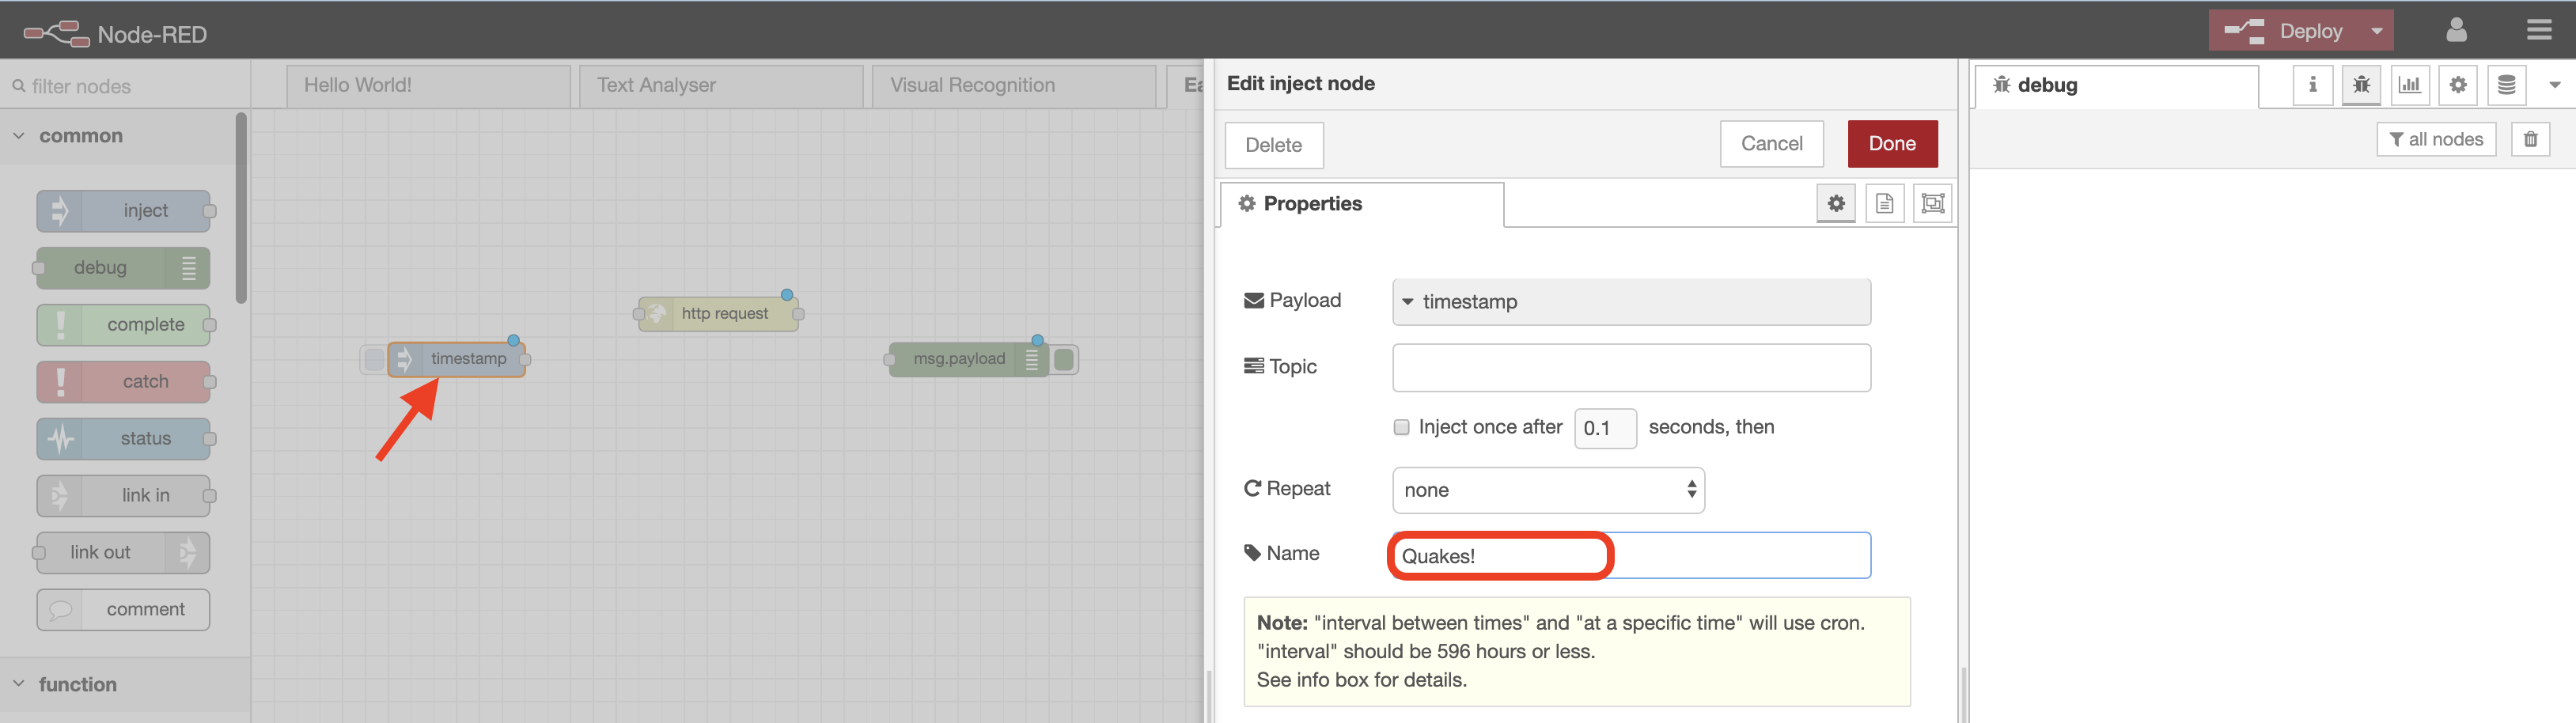 Node-RED
Deploy
filter nodes
Hello World!
Text Analyser
Visual Recognition
Ea
common
inject
debug
complete
catch
status
link in
link out
comment
function
timestamp
http request
msg.payload
Edit inject node
Delete
Cancel
Done
Properties
Payload
timestamp
Topic
Inject once after 0.1 seconds, then
Repeat
none
Name
Quakes!
Note: "interval between times" and "at a specific time" will use cron.
"interval" should be 596 hours or less.
See info box for details.
debug
i
all nodes